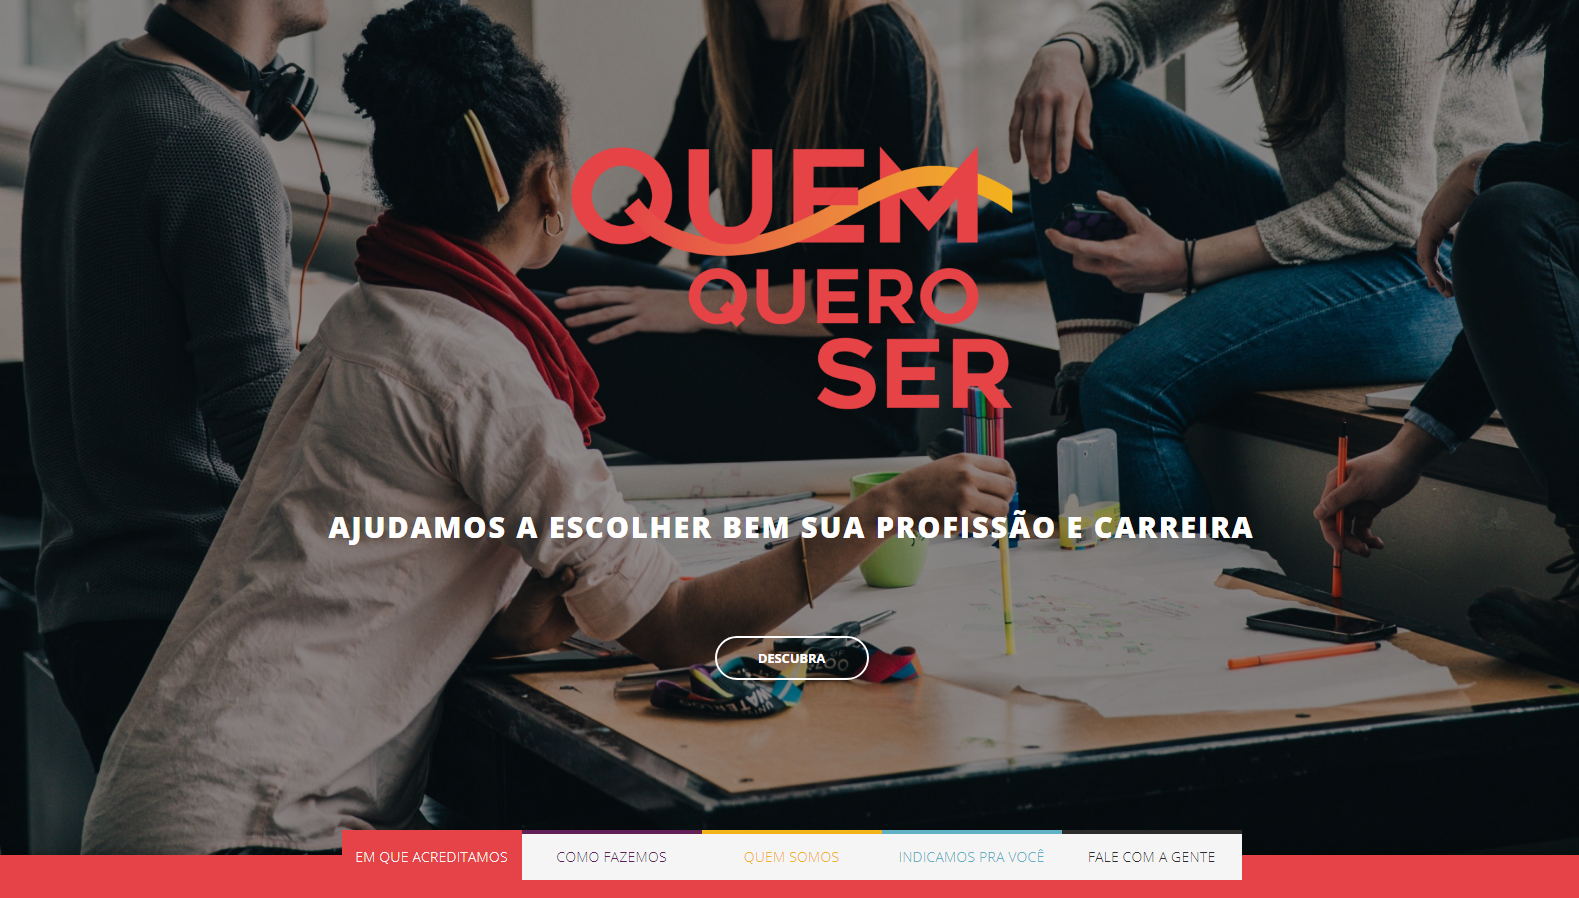 QUEM
QUERO
SER
AJUDAMOS A ESCOLHER BEM SUA PROFISSÃO E CARREIRA
DESCUBRA
EM QUE ACREDITAMOS
COMO FAZEMOS
QUEM SOMOS
INDICAMOS PRA VOCÊ
FALE COM A GENTE